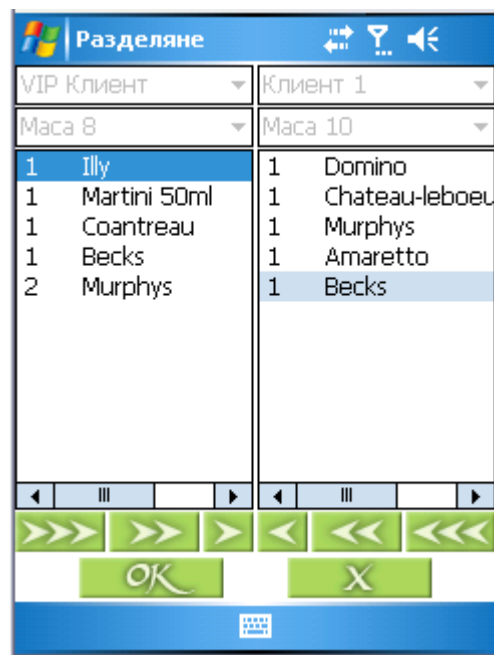 Разделяне
VIP Клиент
Клиент 1
Маса 8
Маса 10
1 Illy
1 Martini 50ml
1 Coantreau
1 Becks
2 Murphys
1 Domino
1 Chateau-leboeu
1 Murphys
1 Amaretto
1 Becks
>>> >> > < << <<<
OK X